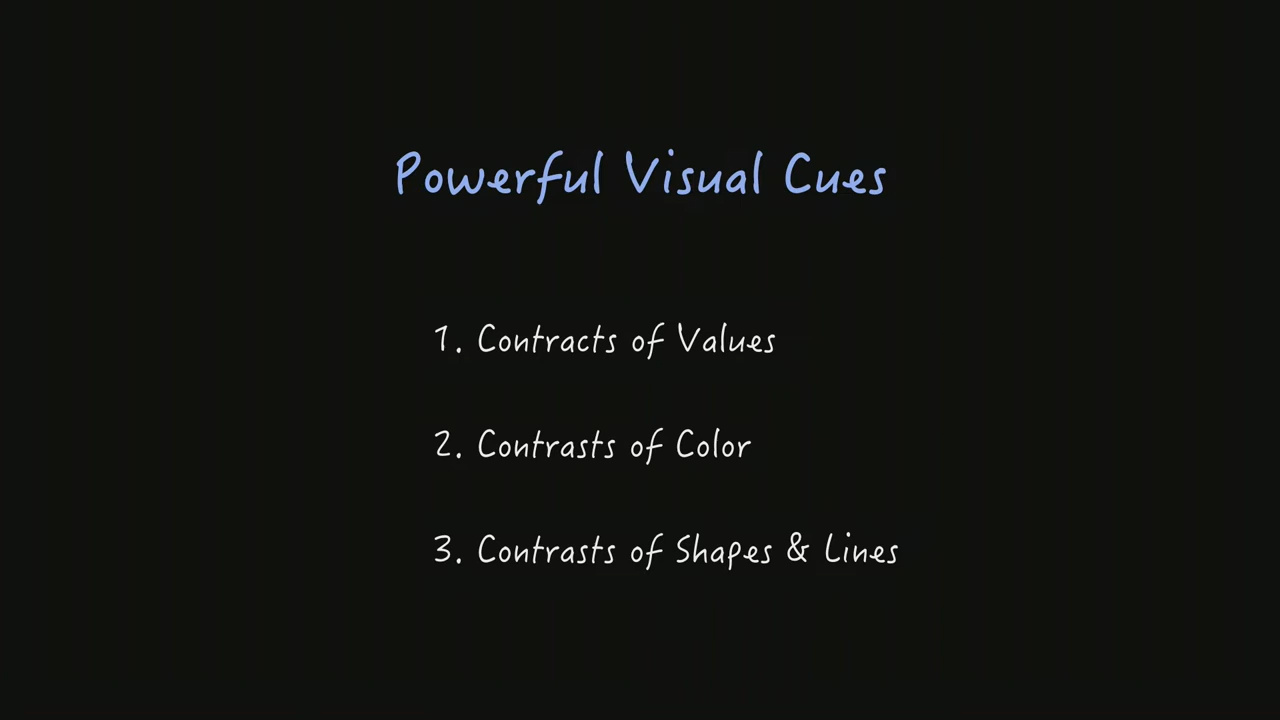 Powerful Visual Cues
1. Contracts of Values
2. Contrasts of Color
3. Contrasts of Shapes & Lines